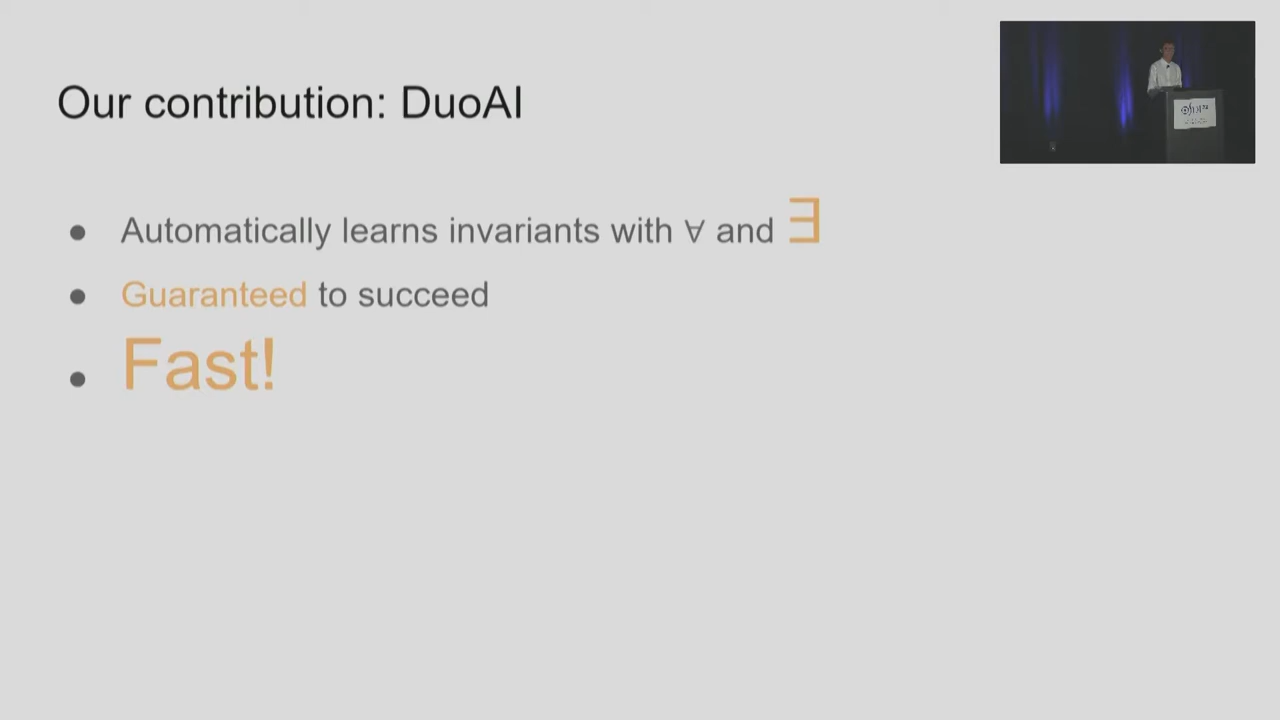 Our contribution: DuoAI
● Automatically learns invariants with ∀ and ∃
● Guaranteed to succeed
● Fast!